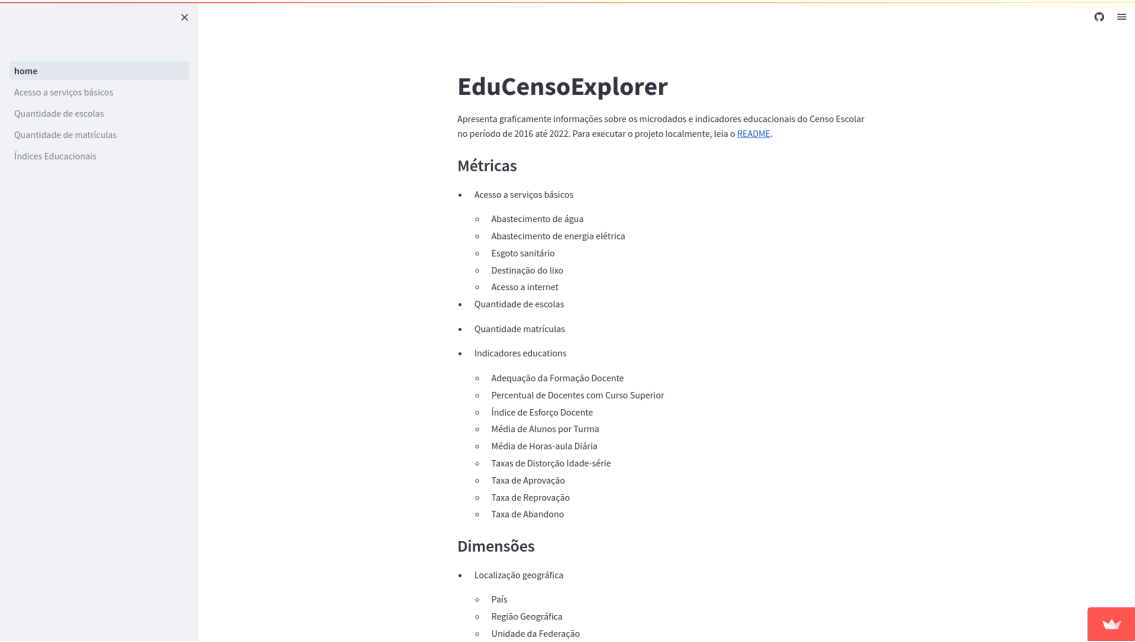 home
Acesso a serviços básicos
Quantidade de escolas
Quantidade de matrículas
Índices Educacionais
EduCensoExplorer
Apresenta graficamente informações sobre os microdados e indicadores educacionais do Censo Escolar
no período de 2016 até 2022. Para executar o projeto localmente, leia o README.
Métricas
Acesso a serviços básicos
Abastecimento de água
Abastecimento de energia elétrica
Esgoto sanitário
Destinação do lixo
Acesso a internet
Quantidade de escolas
Quantidade matrículas
Indicadores educations
Adequação da Formação Docente
Percentual de Docentes com Curso Superior
Índice de Esforço Docente
Média de Alunos por Turma
Média de Horas-aula Diária
Taxas de Distorção Idade-série
Taxa de Aprovação
Taxa de Reprovação
Taxa de Abandono
Dimensões
Localização geográfica
País
Região Geográfica
Unidade da Federação